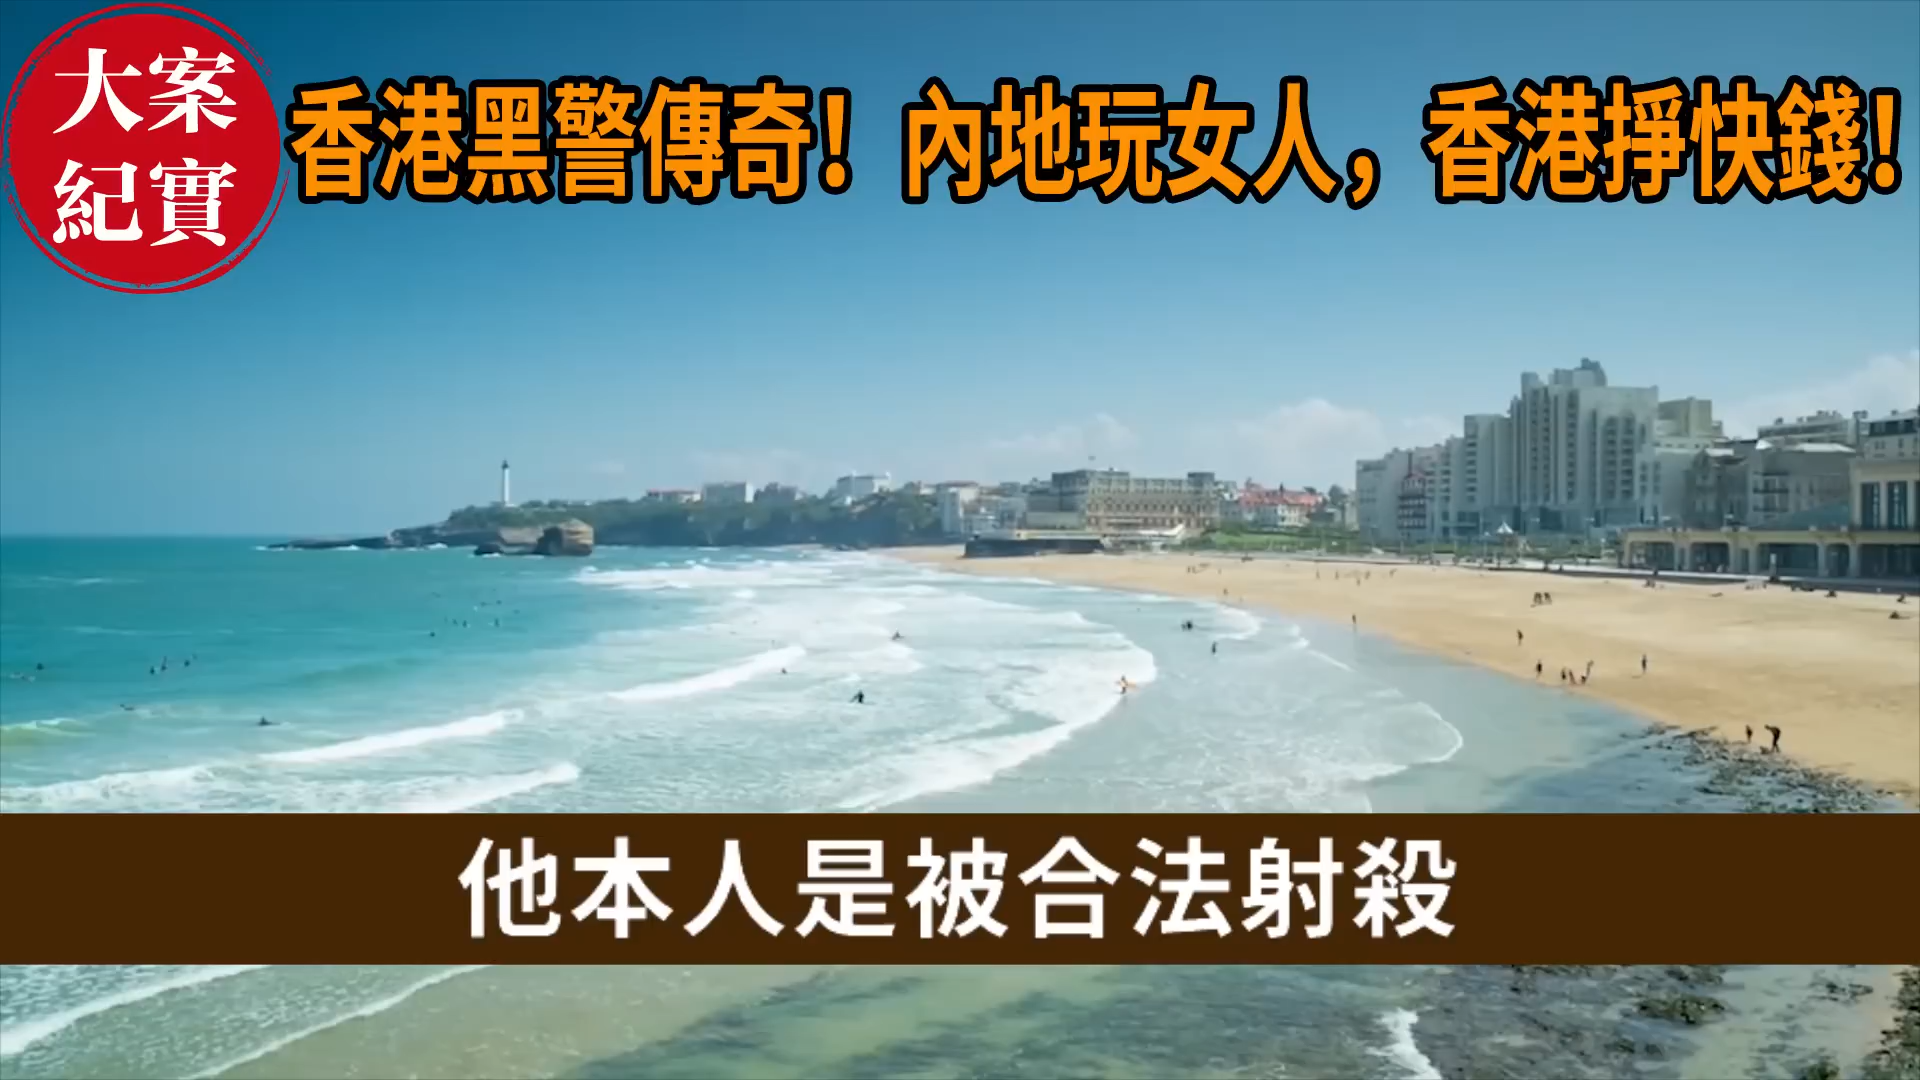 大案
紀實
香港黑警傳奇！內地玩女人，香港掙快錢！
他本人是被合法射殺